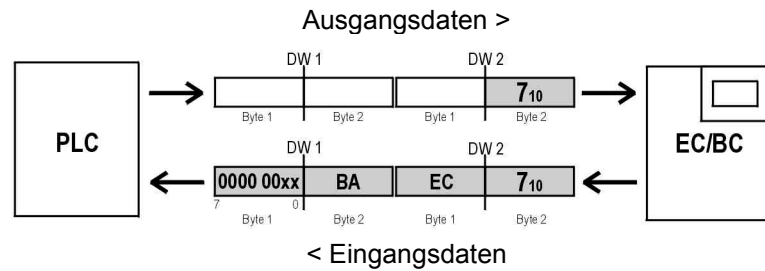 Ausgangsdaten >
DW 1 DW 2
7₁₀
Byte 1 Byte 2 Byte 1 Byte 2
PLC EC/BC
DW 1 DW 2
0000 00xx BA EC 7₁₀
7 0
Byte 1 Byte 2 Byte 1 Byte 2
< Eingangsdaten